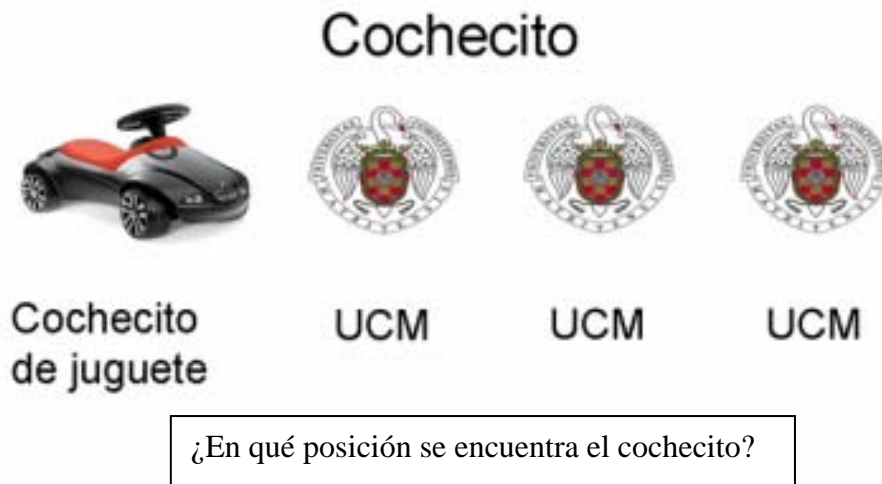 Cochecito
Cochecito
de juguete
UCM
UCM
UCM
¿En qué posición se encuentra el cochecito?